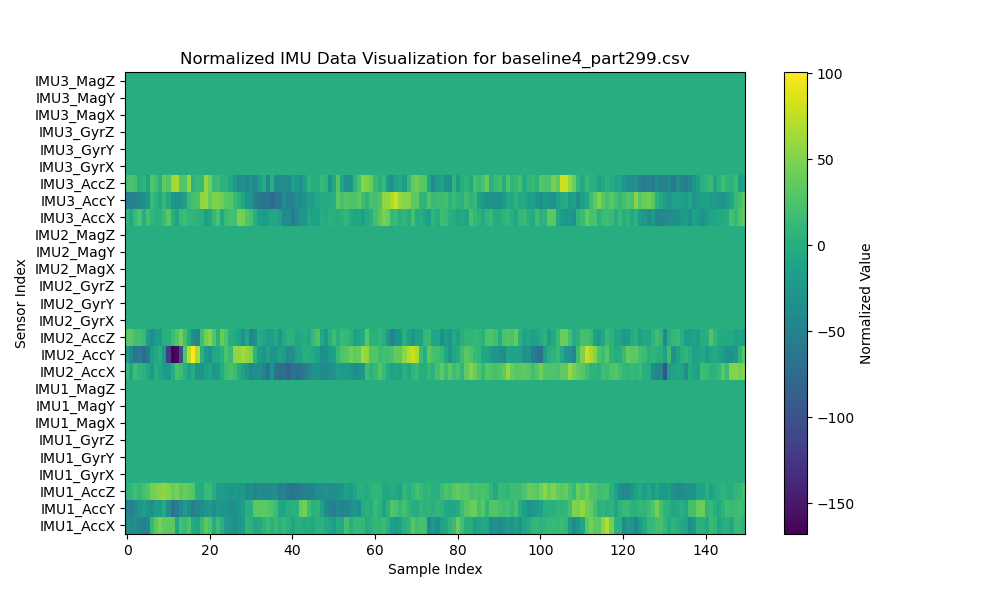 Normalized IMU Data Visualization for baseline4_part299.csv
IMU3_MagZ
IMU3_MagY
IMU3_MagX
IMU3_GyrZ
IMU3_GyrY
IMU3_GyrX
IMU3_AccZ
IMU3_AccY
IMU3_AccX
IMU2_MagZ
IMU2_MagY
IMU2_MagX
IMU2_GyrZ
IMU2_GyrY
IMU2_GyrX
IMU2_AccZ
IMU2_AccY
IMU2_AccX
IMU1_MagZ
IMU1_MagY
IMU1_MagX
IMU1_GyrZ
IMU1_GyrY
IMU1_GyrX
IMU1_AccZ
IMU1_AccY
IMU1_AccX
Sensor Index
0 20 40 60 80 100 120 140
Sample Index
100
50
0
−50
−100
−150
Normalized Value